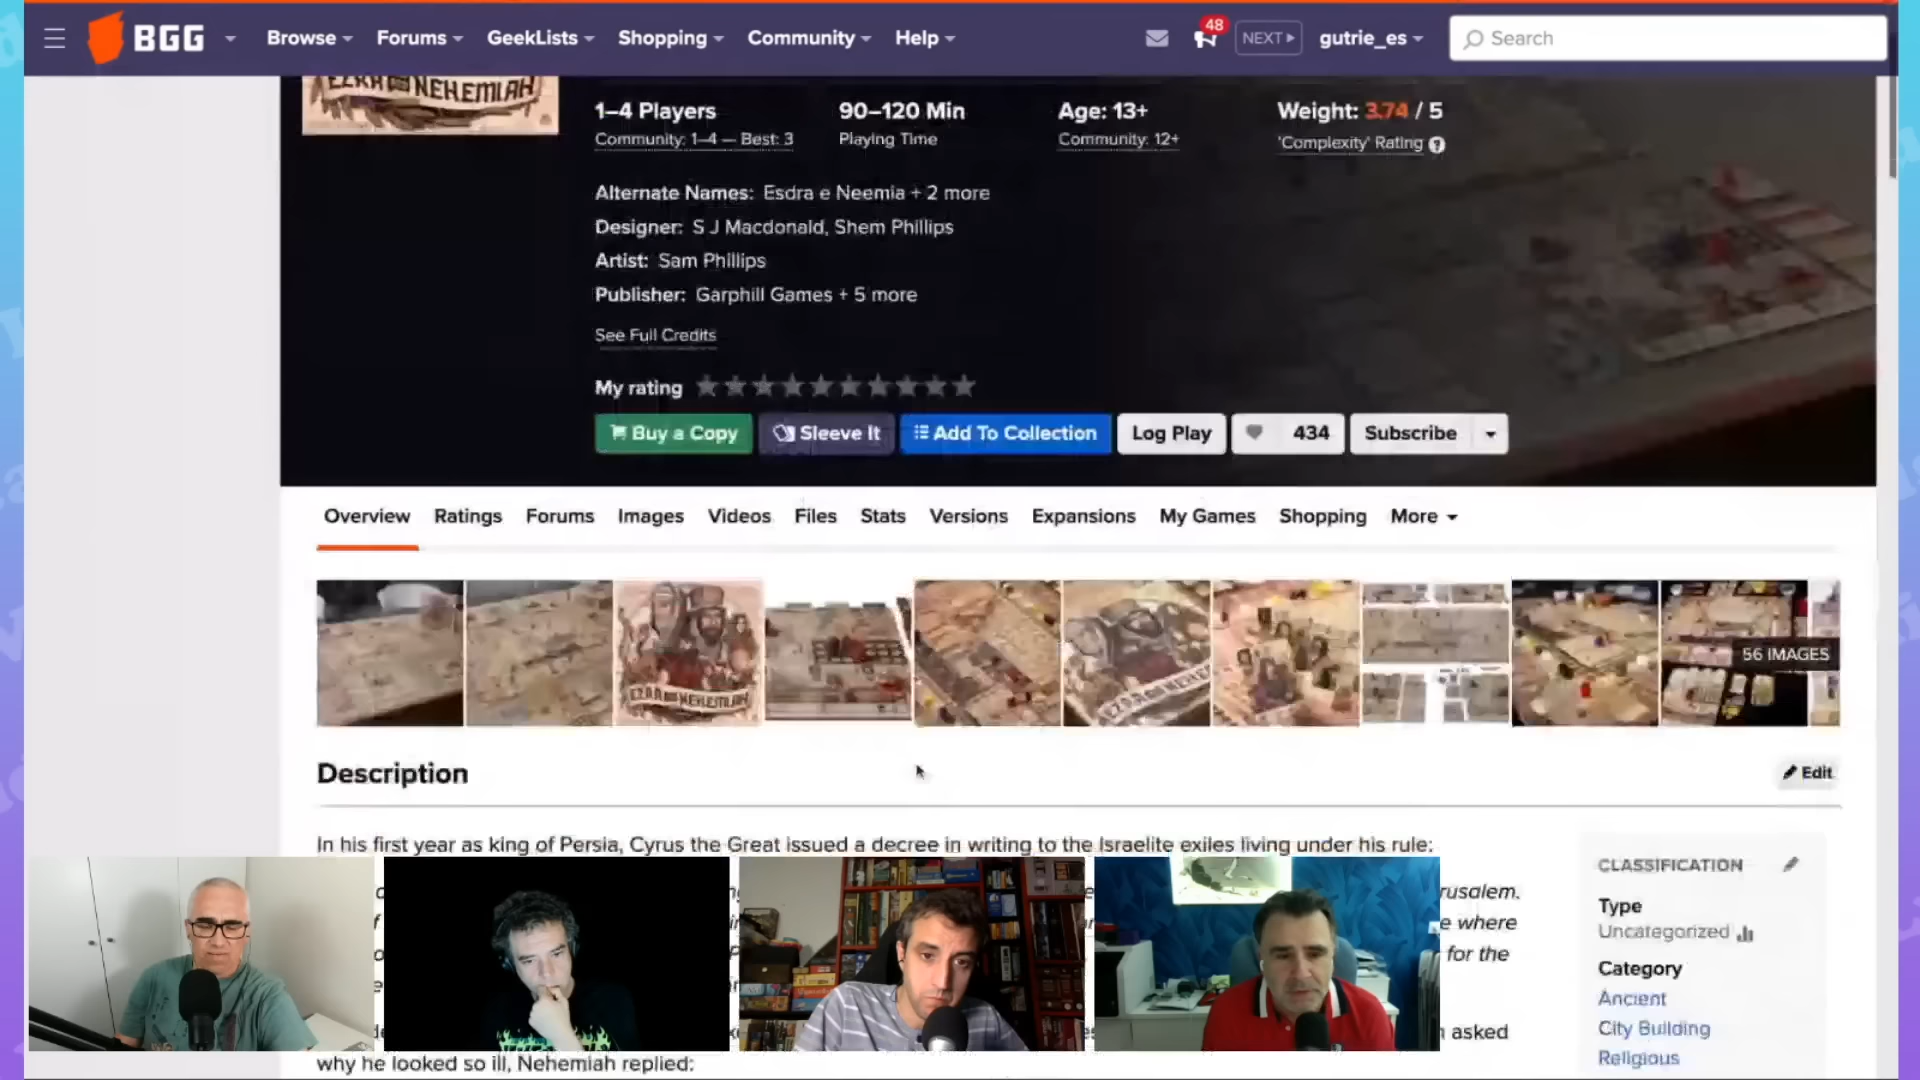 BGG
Browse
Forums
GeekLists
Shopping
Community
Help
48
NEXT
gutrie_es
Search
EZRA AND NEHEMIAH
1–4 Players
90–120 Min
Age: 13+
Weight: 3.74 / 5
Community: 1–4 — Best: 3
Playing Time
Community: 12+
'Complexity' Rating
Alternate Names: Esdra e Neemia + 2 more
Designer: S J Macdonald, Shem Phillips
Artist: Sam Phillips
Publisher: Garphill Games + 5 more
See Full Credits
My rating
Buy a Copy
Sleeve It
Add To Collection
Log Play
434
Subscribe
Overview
Ratings
Forums
Images
Videos
Files
Stats
Versions
Expansions
My Games
Shopping
More
EZRA AND NEHEMIAH
56 IMAGES
Description
Edit
In his first year as king of Persia, Cyrus the Great issued a decree in writing to the Israelite exiles living under his rule:
rusalem.
e where
for the
asked
why he looked so ill, Nehemiah replied:
CLASSIFICATION
Type
Uncategorized
Category
Ancient
City Building
Religious